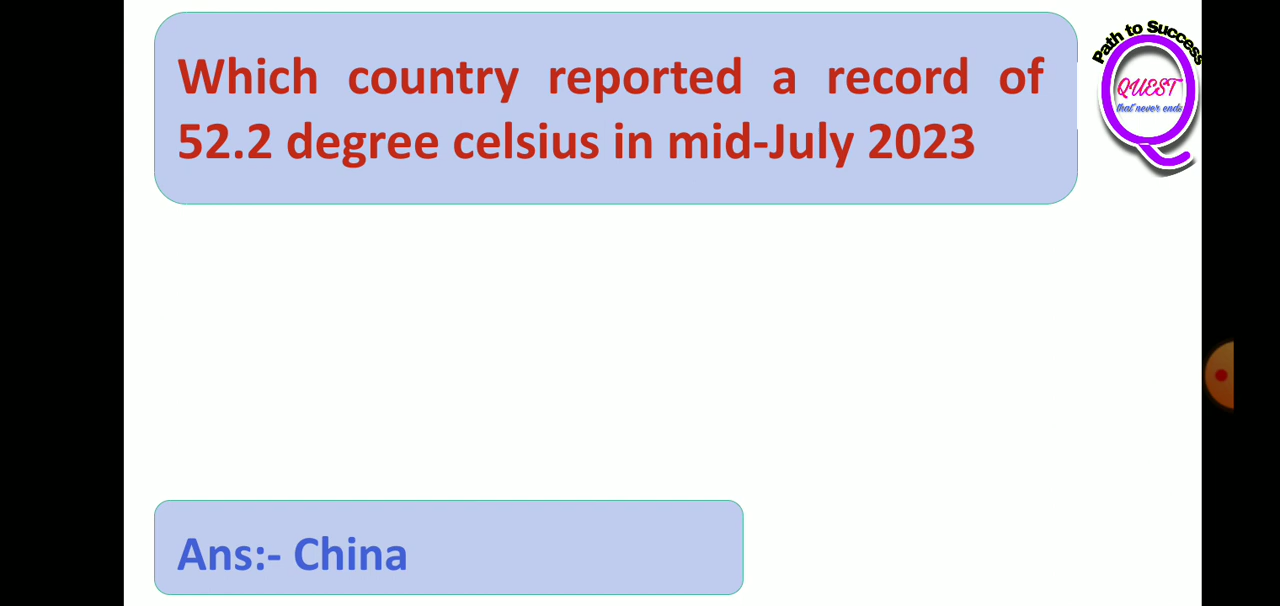 Which country reported a record of
52.2 degree celsius in mid-July 2023
Path to Success
QUEST
that never ends
Ans:- China